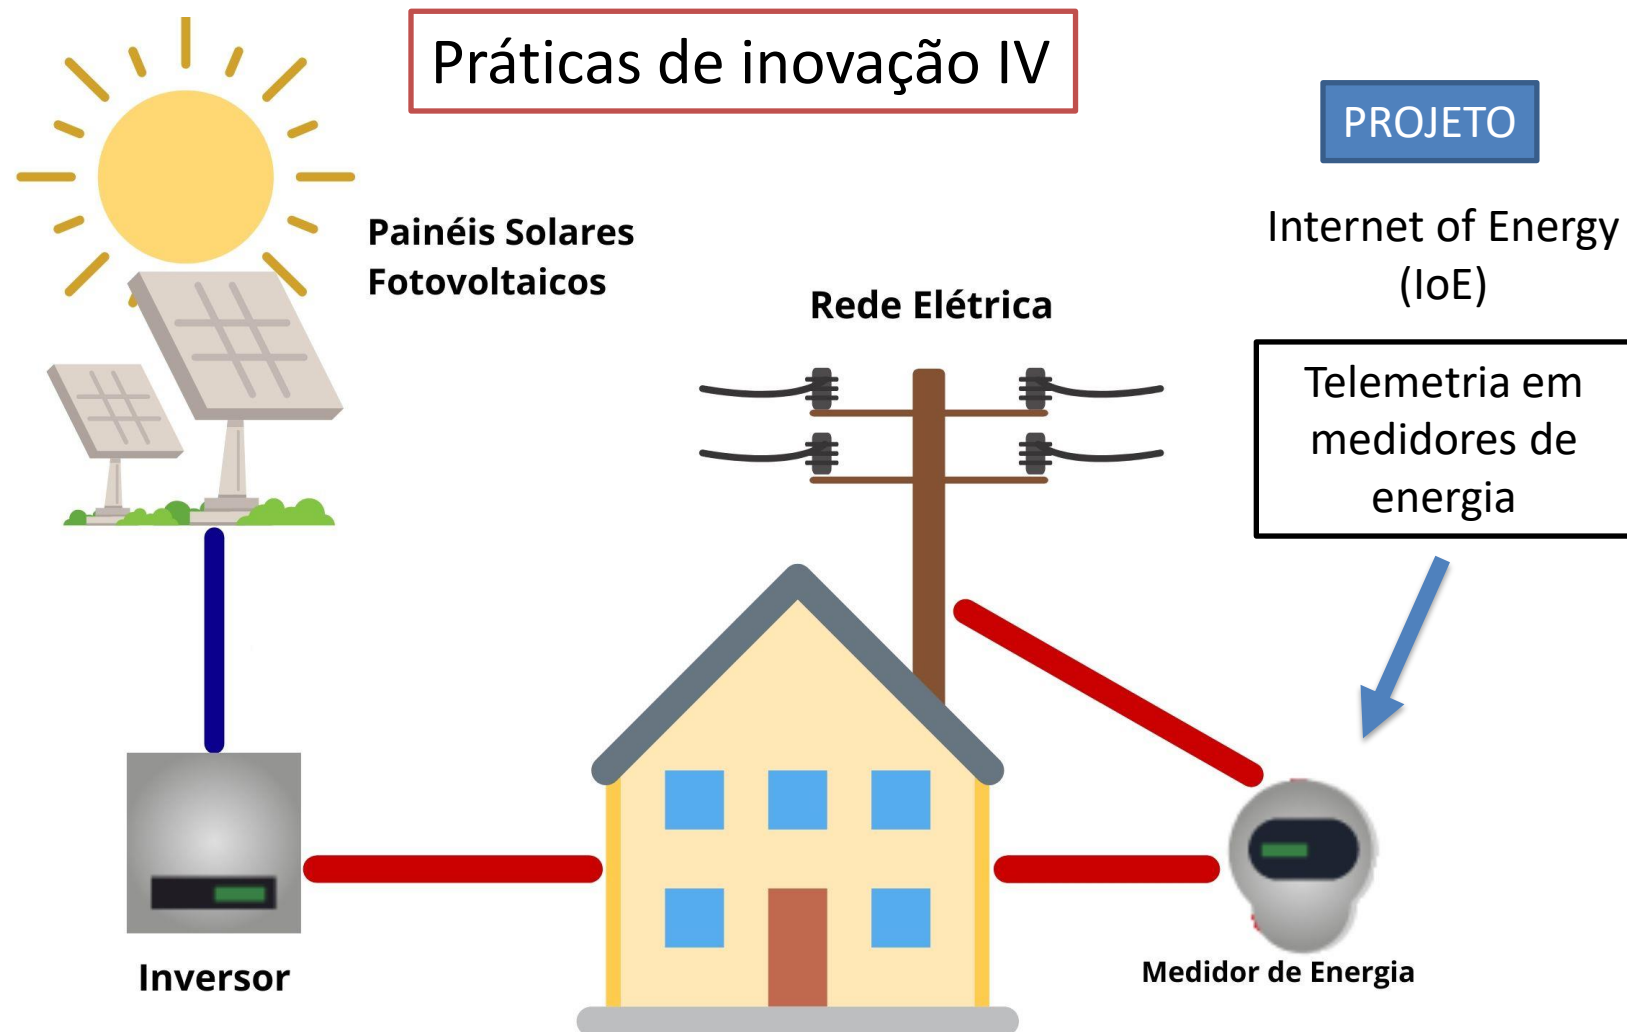 Práticas de inovação IV
PROJETO
Painéis Solares
Fotovoltaicos
Internet of Energy
(IoE)
Rede Elétrica
Telemetria em
medidores de
energia
Inversor
Medidor de Energia